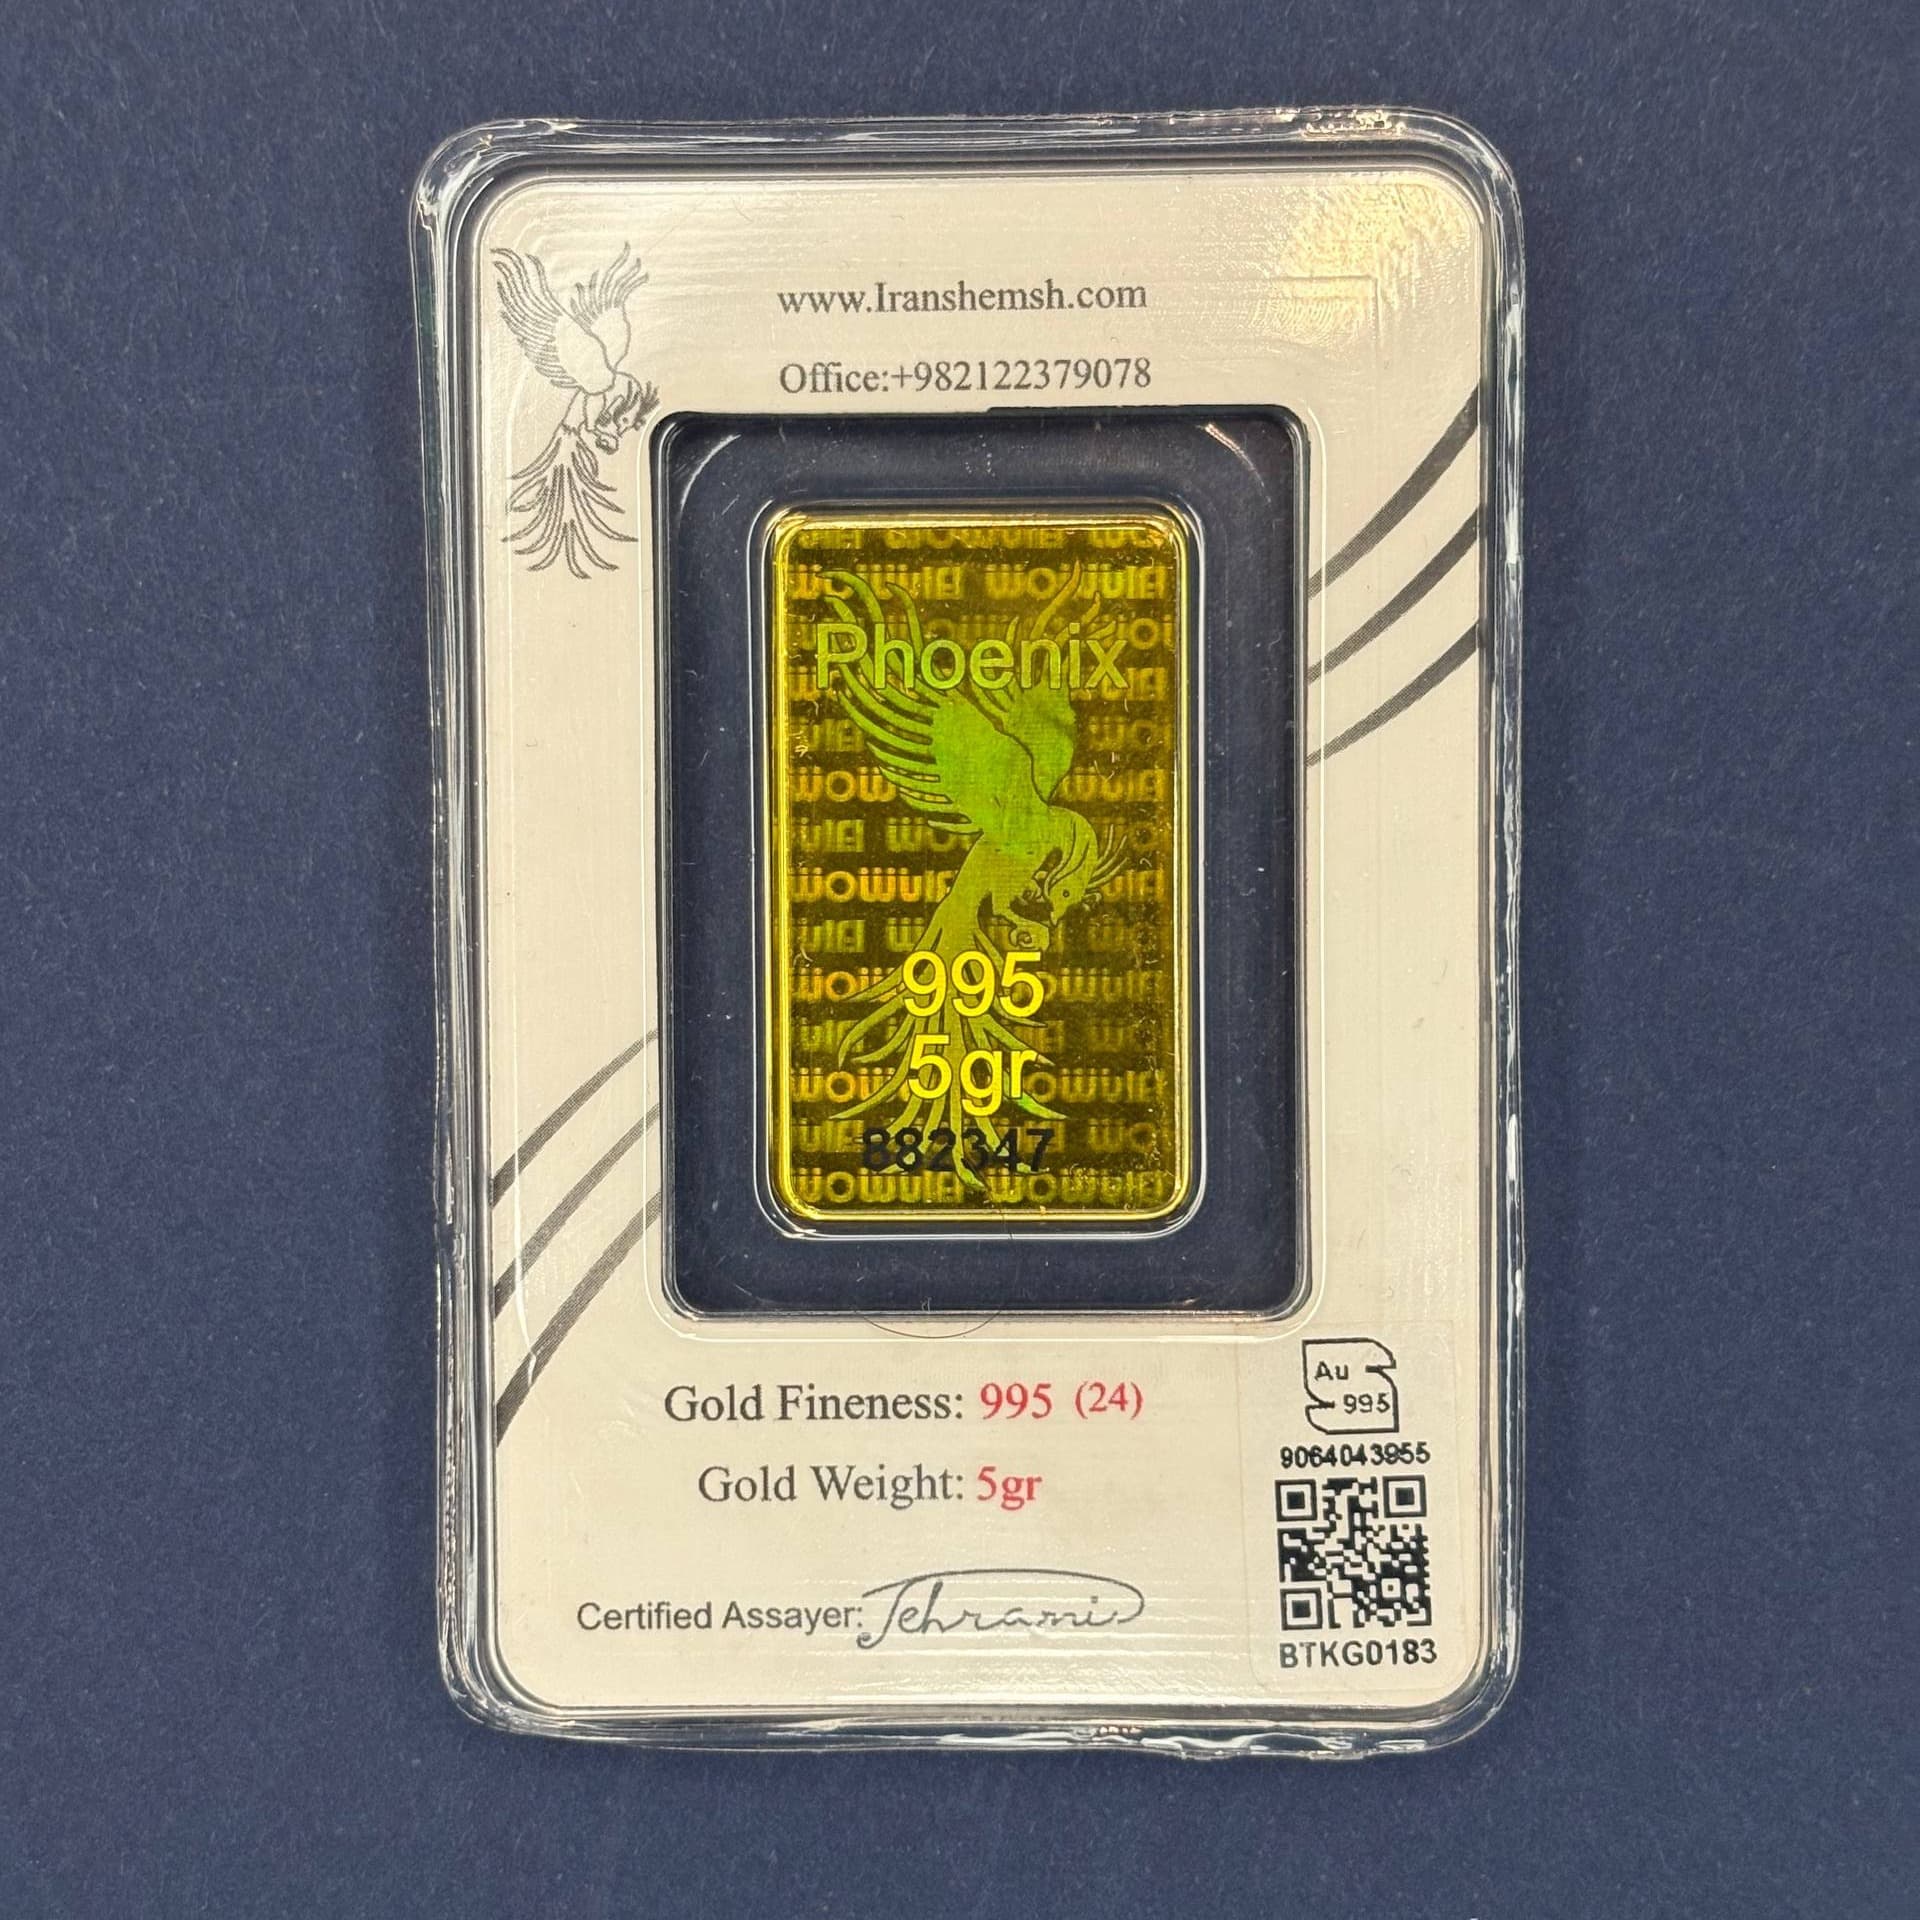 www.Iranshemsh.com
Office:+982122379078
Phoenix
995
5gr
882347
Gold Fineness: 995 (24)
Gold Weight: 5gr
Certified Assayer: Tehrami
Au
995
9064043955
BTKG0183